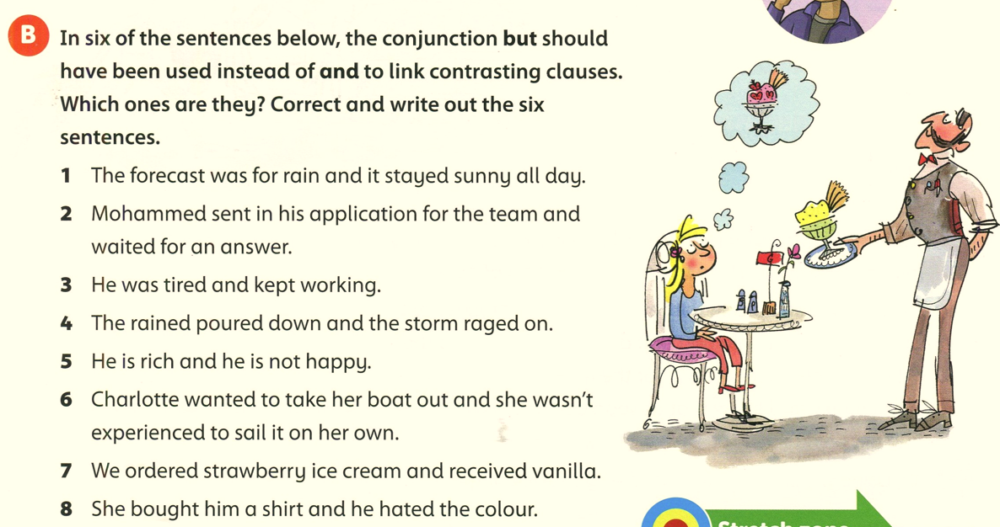 B In six of the sentences below, the conjunction but should
have been used instead of and to link contrasting clauses.
Which ones are they? Correct and write out the six
sentences.
1 The forecast was for rain and it stayed sunny all day.
2 Mohammed sent in his application for the team and
waited for an answer.
3 He was tired and kept working.
4 The rained poured down and the storm raged on.
5 He is rich and he is not happy.
6 Charlotte wanted to take her boat out and she wasn't
experienced to sail it on her own.
7 We ordered strawberry ice cream and received vanilla.
8 She bought him a shirt and he hated the colour.
Stretch zone